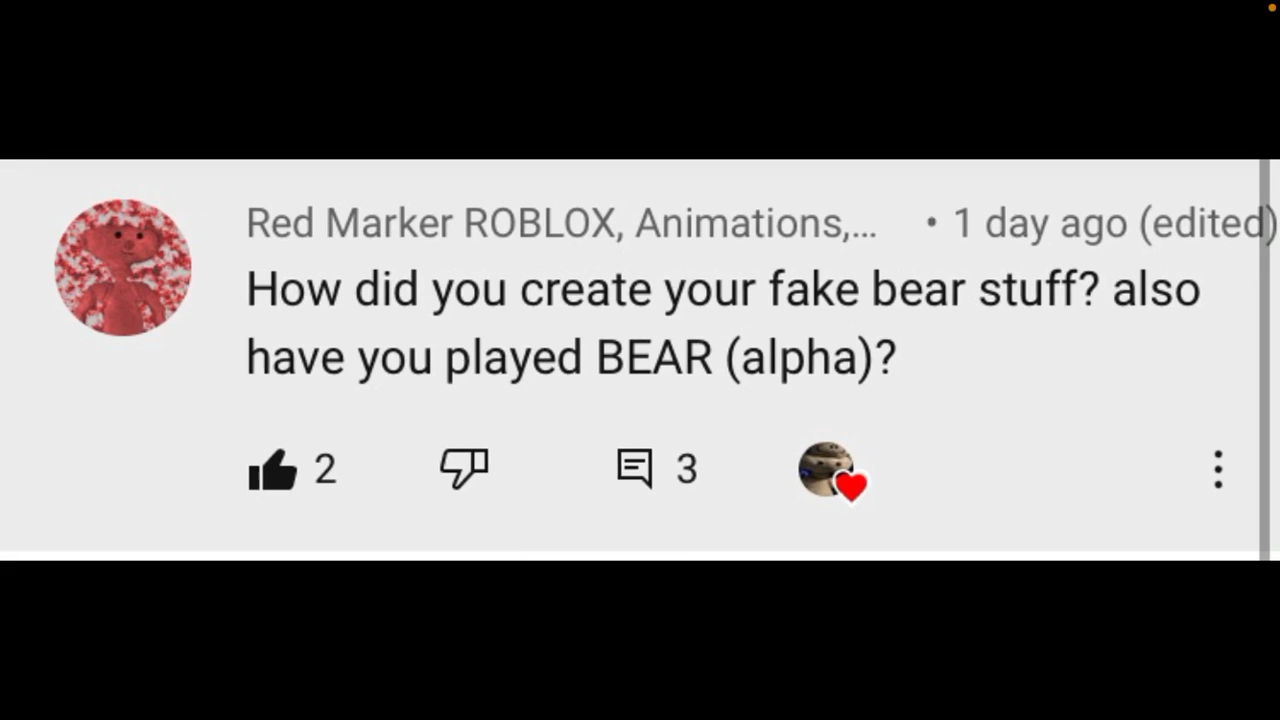 Red Marker ROBLOX, Animations,... • 1 day ago (edited)
How did you create your fake bear stuff? also
have you played BEAR (alpha)?
2 3